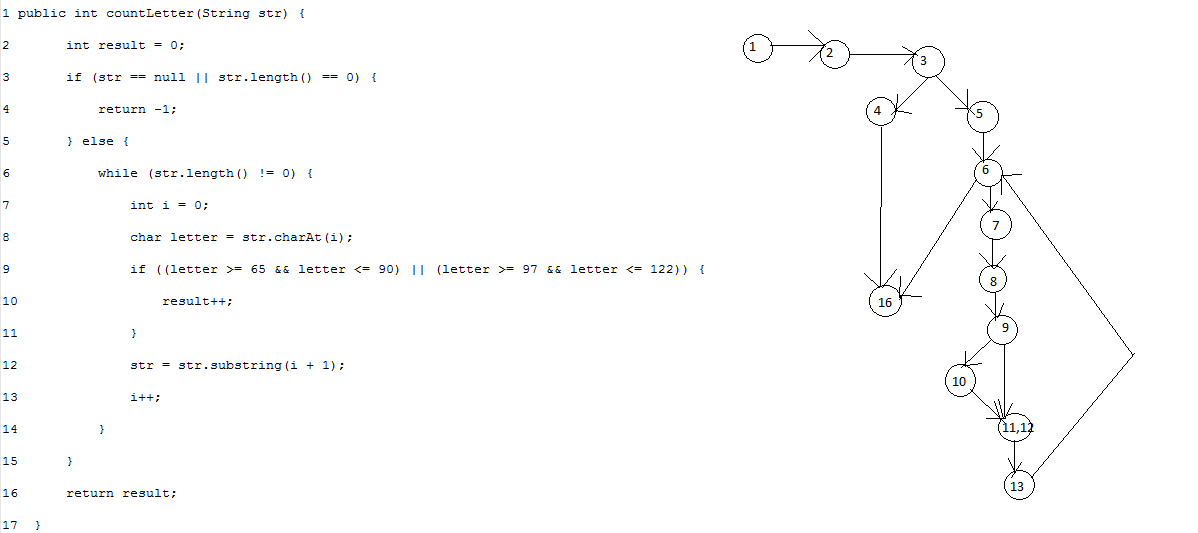 1 public int countLetter(String str) {
2 int result = 0;
3 if (str == null || str.length() == 0) {
4 return -1;
5 } else {
6 while (str.length() != 0) {
7 int i = 0;
8 char letter = str.charAt(i);
9 if ((letter >= 65 && letter <= 90) || (letter >= 97 && letter <= 122)) {
10 result++;
11 }
12 str = str.substring(i + 1);
13 i++;
14 }
15 }
16 return result;
17 }
1
2
3
4
5
6
7
8
16
9
10
11,12
13